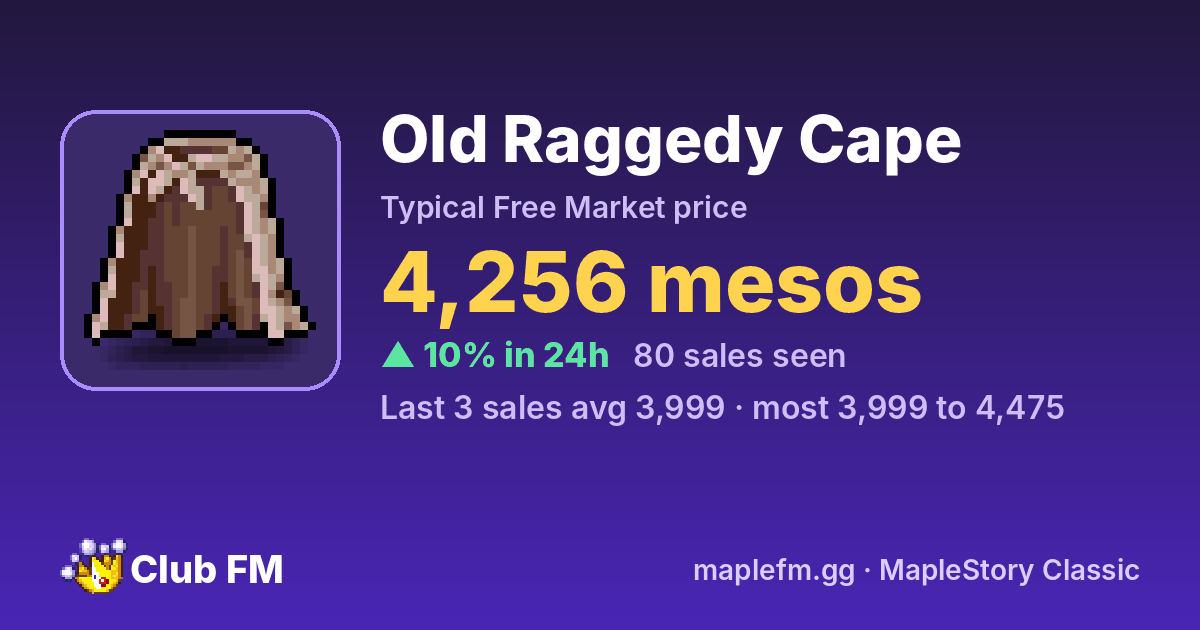 Old Raggedy Cape
Typical Free Market price
4,256 mesos
▲ 10% in 24h 80 sales seen
Last 3 sales avg 3,999 · most 3,999 to 4,475
Club FM
maplefm.gg · MapleStory Classic